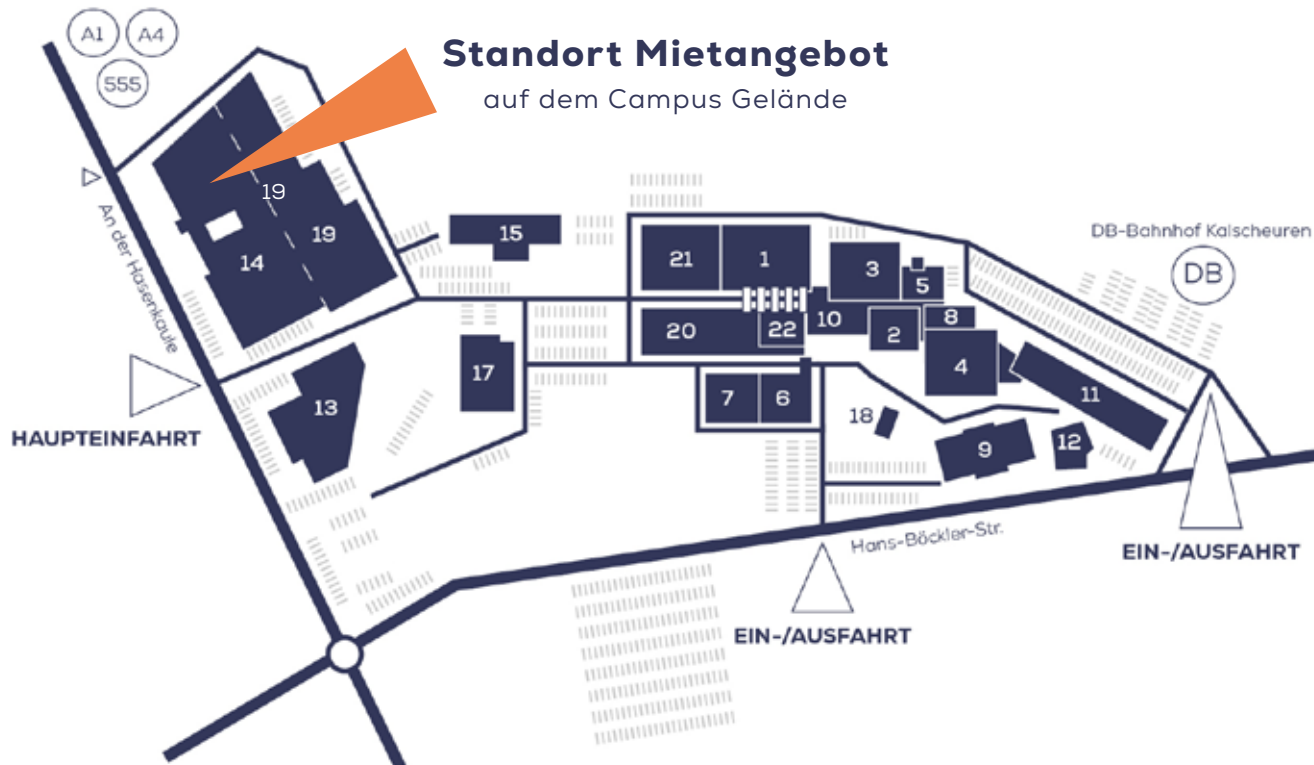 A1
A4
555
Standort Mietangebot
auf dem Campus Gelände
An der Hasenkaule
19
19
14
15
21
1
3
5
DB-Bahnhof Kalscheuren
DB
20
22
10
2
8
4
11
17
7
6
13
18
9
12
HAUPTEINFAHRT
Hans-Böckler-Str.
EIN-/AUSFAHRT
EIN-/AUSFAHRT